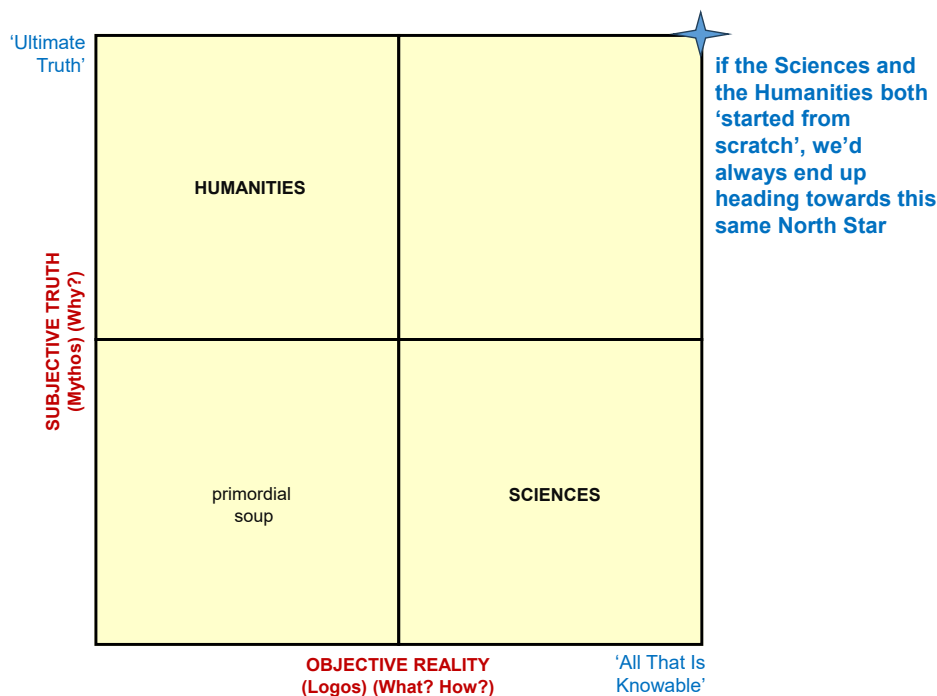 ‘Ultimate
Truth’
if the Sciences and
the Humanities both
‘started from
scratch’, we’d
always end up
heading towards this
same North Star
HUMANITIES
SUBJECTIVE TRUTH
(Mythos) (Why?)
primordial
soup
SCIENCES
OBJECTIVE REALITY
(Logos) (What? How?)
‘All That Is
Knowable’